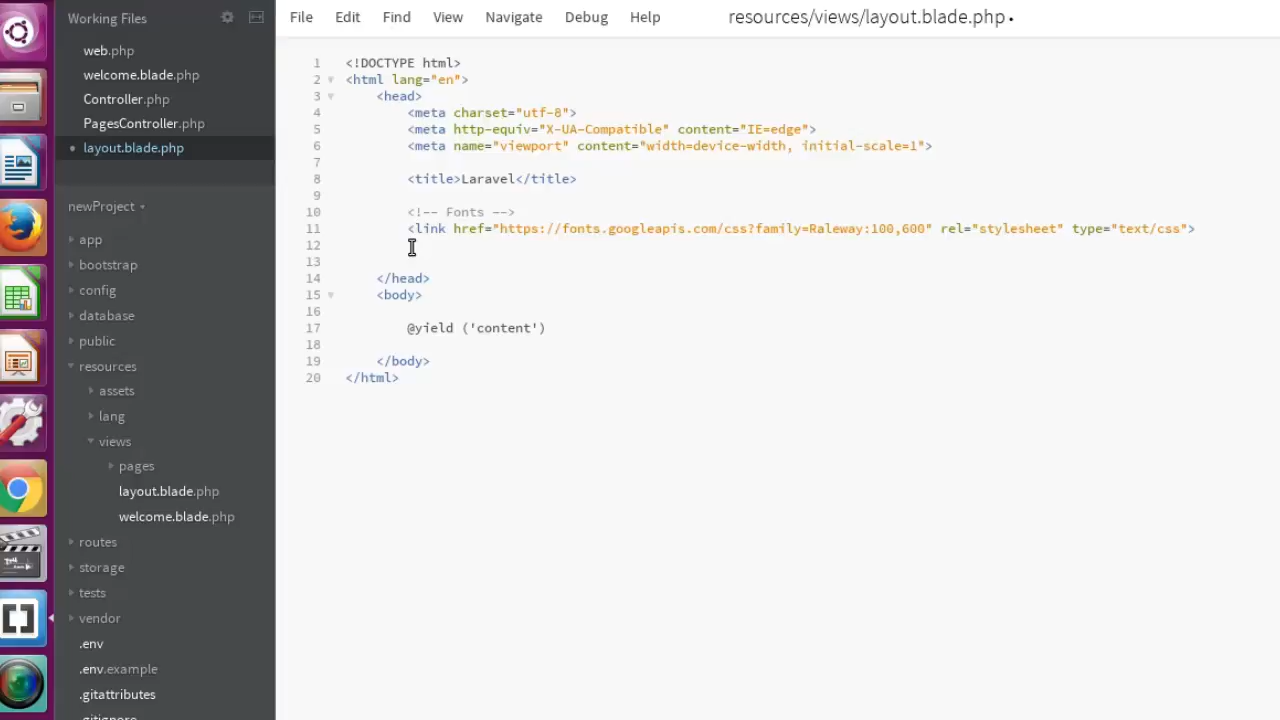 Working Files
web.php
welcome.blade.php
Controller.php
PagesController.php
• layout.blade.php
newProject
app
bootstrap
config
database
public
resources
assets
lang
views
pages
layout.blade.php
welcome.blade.php
routes
storage
tests
vendor
.env
.env.example
.gitattributes
.gitignore
File Edit Find View Navigate Debug Help resources/views/layout.blade.php •
1 <!DOCTYPE html>
2 <html lang="en">
3 <head>
4 <meta charset="utf-8">
5 <meta http-equiv="X-UA-Compatible" content="IE=edge">
6 <meta name="viewport" content="width=device-width, initial-scale=1">
7
8 <title>Laravel</title>
9
10 <!-- Fonts -->
11 <link href="https://fonts.googleapis.com/css?family=Raleway:100,600" rel="stylesheet" type="text/css">
12
13
14 </head>
15 <body>
16
17 @yield ('content')
18
19 </body>
20 </html>